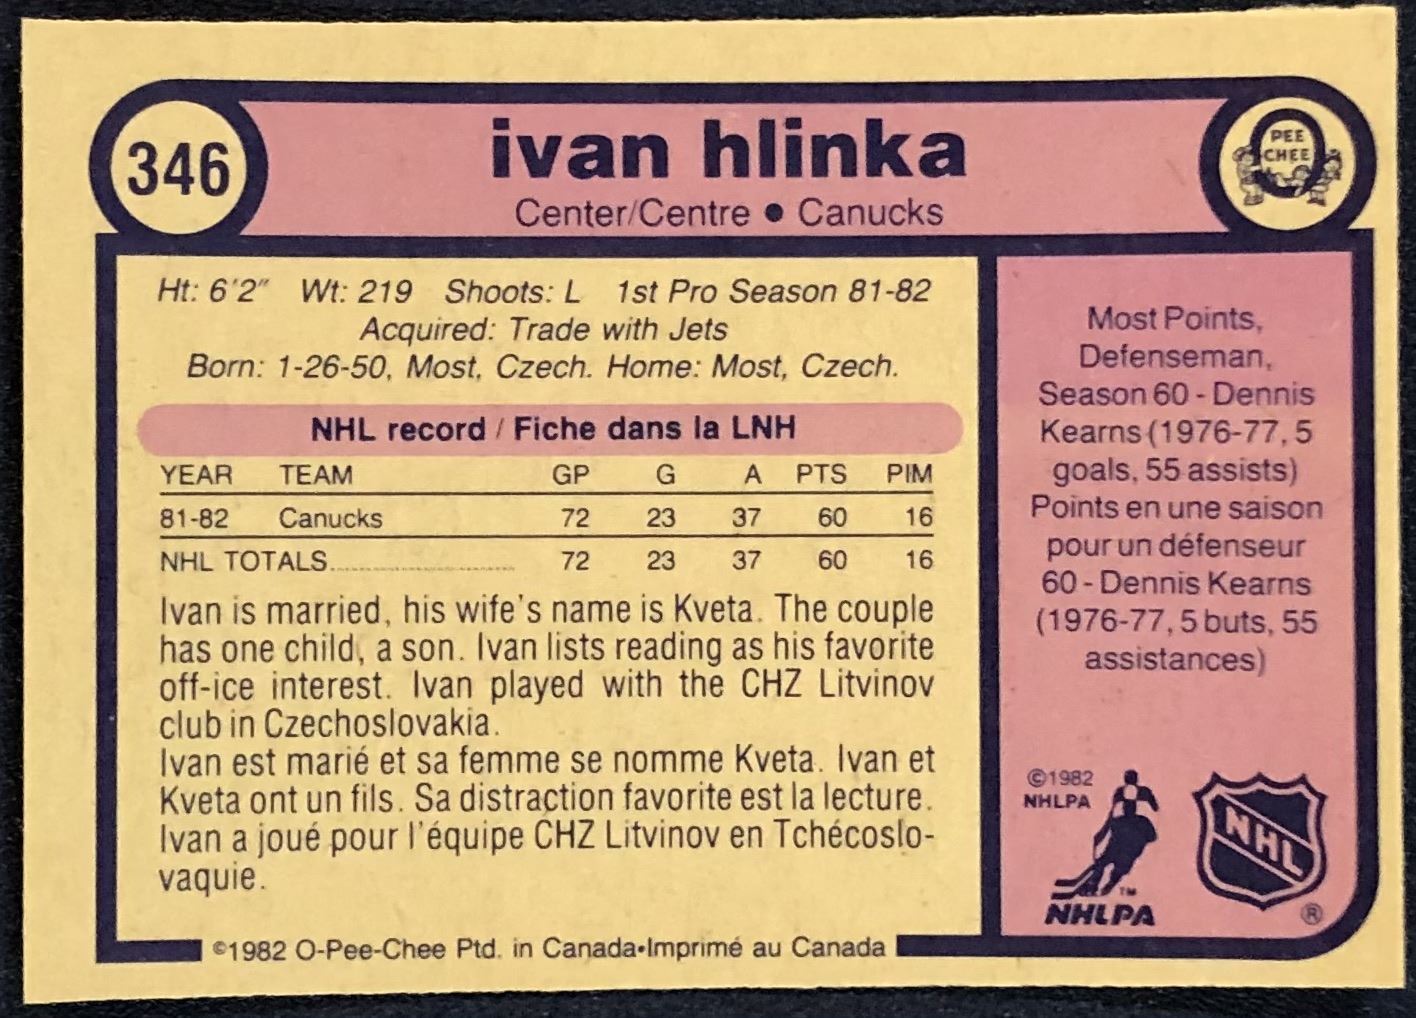 346
ivan hlinka
Center/Centre • Canucks
PEE
CHEE
Ht: 6'2" Wt: 219 Shoots: L 1st Pro Season 81-82
Acquired: Trade with Jets
Born: 1-26-50, Most, Czech. Home: Most, Czech.
NHL record / Fiche dans la LNH
YEAR TEAM GP G A PTS PIM
81-82 Canucks 72 23 37 60 16
NHL TOTALS.......................... 72 23 37 60 16
Ivan is married, his wife's name is Kveta. The couple
has one child, a son. Ivan lists reading as his favorite
off-ice interest. Ivan played with the CHZ Litvinov
club in Czechoslovakia.
Ivan est marié et sa femme se nomme Kveta. Ivan et
Kveta ont un fils. Sa distraction favorite est la lecture.
Ivan a joué pour l'équipe CHZ Litvinov en Tchécoslo-
vaquie.
©1982 O-Pee-Chee Ptd. in Canada•Imprimé au Canada
Most Points,
Defenseman,
Season 60 - Dennis
Kearns (1976-77, 5
goals, 55 assists)
Points en une saison
pour un défenseur
60 - Dennis Kearns
(1976-77, 5 buts, 55
assistances)
©1982
NHLPA
TM
NHLPA
NHL
®